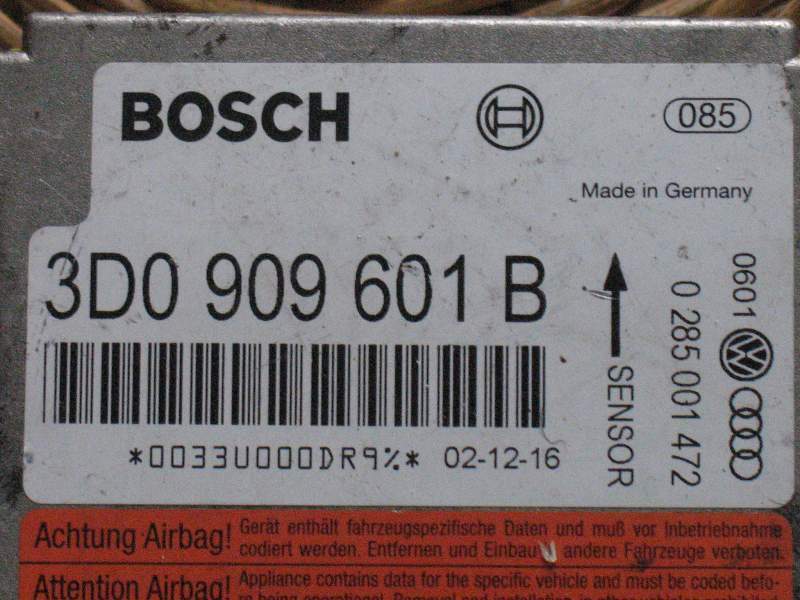 BOSCH
085
Made in Germany
3D0 909 601 B
SENSOR
0 285 001 472
0601
*0033U000DR9%* 02-12-16
Achtung Airbag!
Gerät enthält fahrzeugspezifische Daten und muß vor Inbetriebnahme
codiert werden. Entfernen und Einbau andere Fahrzeuge verboten.
Attention Airbag!
Appliance contains data for the specific vehicle and must be coded befo-